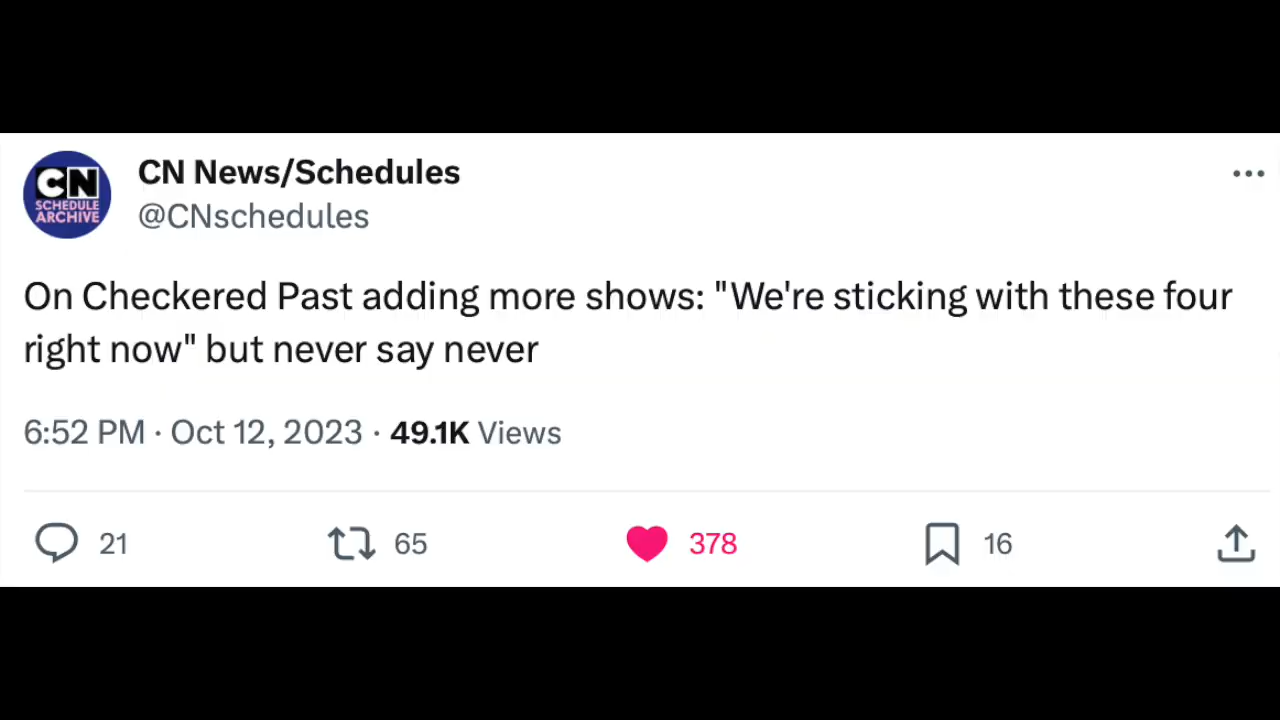 CN
SCHEDULE
ARCHIVE
CN News/Schedules
@CNschedules
On Checkered Past adding more shows: "We're sticking with these four
right now" but never say never
6:52 PM · Oct 12, 2023 · 49.1K Views
21 65 378 16